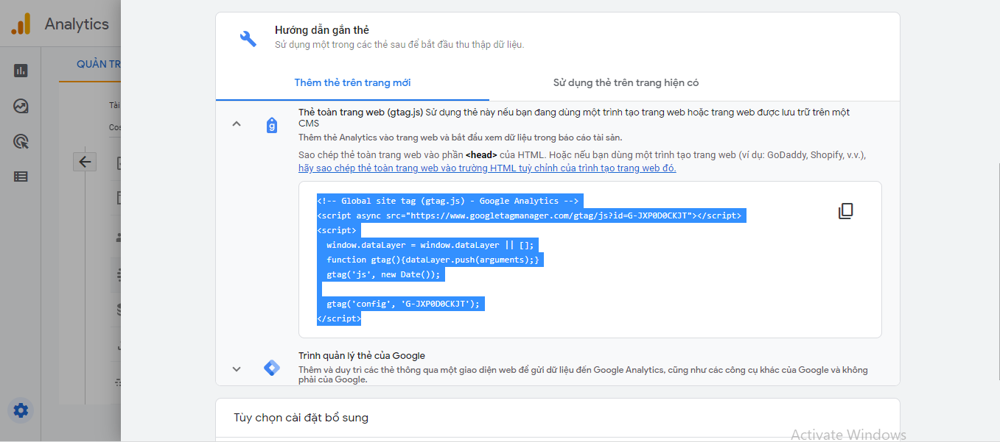 Analytics
QUẢN TR
Tài
Cos
Hướng dẫn gắn thẻ
Sử dụng một trong các thẻ sau để bắt đầu thu thập dữ liệu.
Thêm thẻ trên trang mới
Sử dụng thẻ trên trang hiện có
Thẻ toàn trang web (gtag.js) Sử dụng thẻ này nếu bạn đang dùng một trình tạo trang web hoặc trang web được lưu trữ trên một
CMS
Thêm thẻ Analytics vào trang web và bắt đầu xem dữ liệu trong báo cáo tài sản.
Sao chép thẻ toàn trang web vào phần <head> của HTML. Hoặc nếu bạn dùng một trình tạo trang web (ví dụ: GoDaddy, Shopify, v.v.),
hãy sao chép thẻ toàn trang web vào trường HTML tuỳ chỉnh của trình tạo trang web đó.
<!-- Global site tag (gtag.js) - Google Analytics -->
<script async src="https://www.googletagmanager.com/gtag/js?id=G-JXP0D0CKJT"></script>
<script>
window.dataLayer = window.dataLayer || [];
function gtag(){dataLayer.push(arguments);}
gtag('js', new Date());
gtag('config', 'G-JXP0D0CKJT');
</script>
Trình quản lý thẻ của Google
Thêm và duy trì các thẻ thông qua một giao diện web để gửi dữ liệu đến Google Analytics, cũng như các công cụ khác của Google và không
phải của Google.
Tùy chọn cài đặt bổ sung
Activate Windows